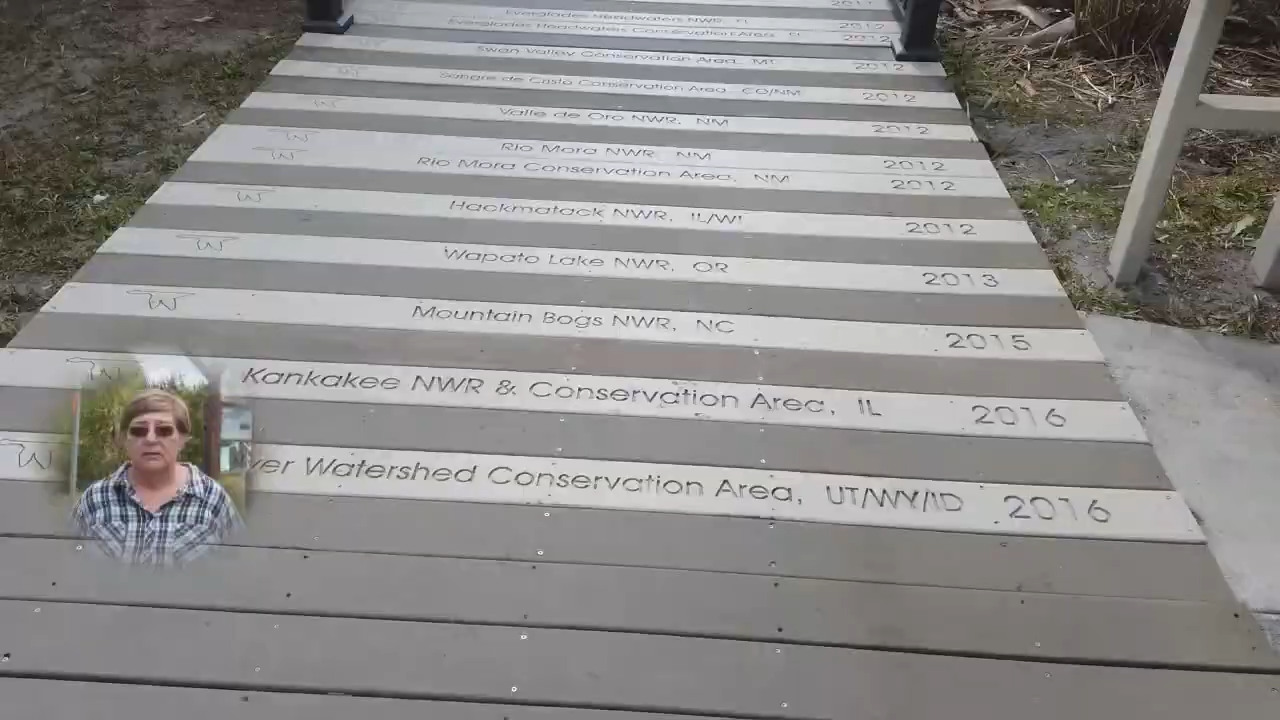 2011
Everglades Headwaters NWR, FL 2012
Everglades Headwaters Conservation Area, FL 2012
Swan Valley Conservation Area, MT 2012
Sangre de Cristo Conservation Area, CO/NM 2012
Valle de Oro NWR, NM 2012
Rio Mora NWR, NM 2012
Rio Mora Conservation Area, NM 2012
Hackmatack NWR, IL/WI 2012
Wapato Lake NWR, OR 2013
Mountain Bogs NWR, NC 2015
Kankakee NWR & Conservation Area, IL 2016
ver Watershed Conservation Area, UT/WY/ID 2016